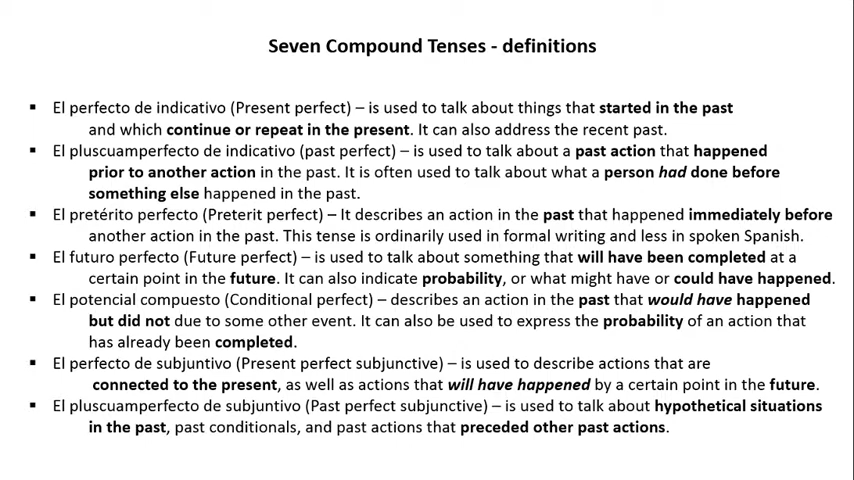 Seven Compound Tenses - definitions
▪ El perfecto de indicativo (Present perfect) – is used to talk about things that started in the past
and which continue or repeat in the present. It can also address the recent past.
▪ El pluscuamperfecto de indicativo (past perfect) – is used to talk about a past action that happened
prior to another action in the past. It is often used to talk about what a person had done before
something else happened in the past.
▪ El pretérito perfecto (Preterit perfect) – It describes an action in the past that happened immediately before
another action in the past. This tense is ordinarily used in formal writing and less in spoken Spanish.
▪ El futuro perfecto (Future perfect) – is used to talk about something that will have been completed at a
certain point in the future. It can also indicate probability, or what might have or could have happened.
▪ El potencial compuesto (Conditional perfect) – describes an action in the past that would have happened
but did not due to some other event. It can also be used to express the probability of an action that
has already been completed.
▪ El perfecto de subjuntivo (Present perfect subjunctive) – is used to describe actions that are
connected to the present, as well as actions that will have happened by a certain point in the future.
▪ El pluscuamperfecto de subjuntivo (Past perfect subjunctive) – is used to talk about hypothetical situations
in the past, past conditionals, and past actions that preceded other past actions.